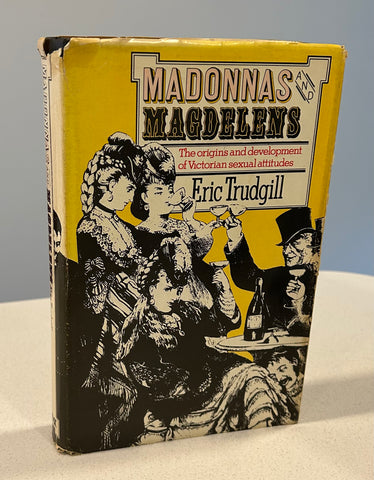 MADONNAS AND
MAGDELENS
The origins and development
of Victorian sexual attitudes
Eric Trudgill